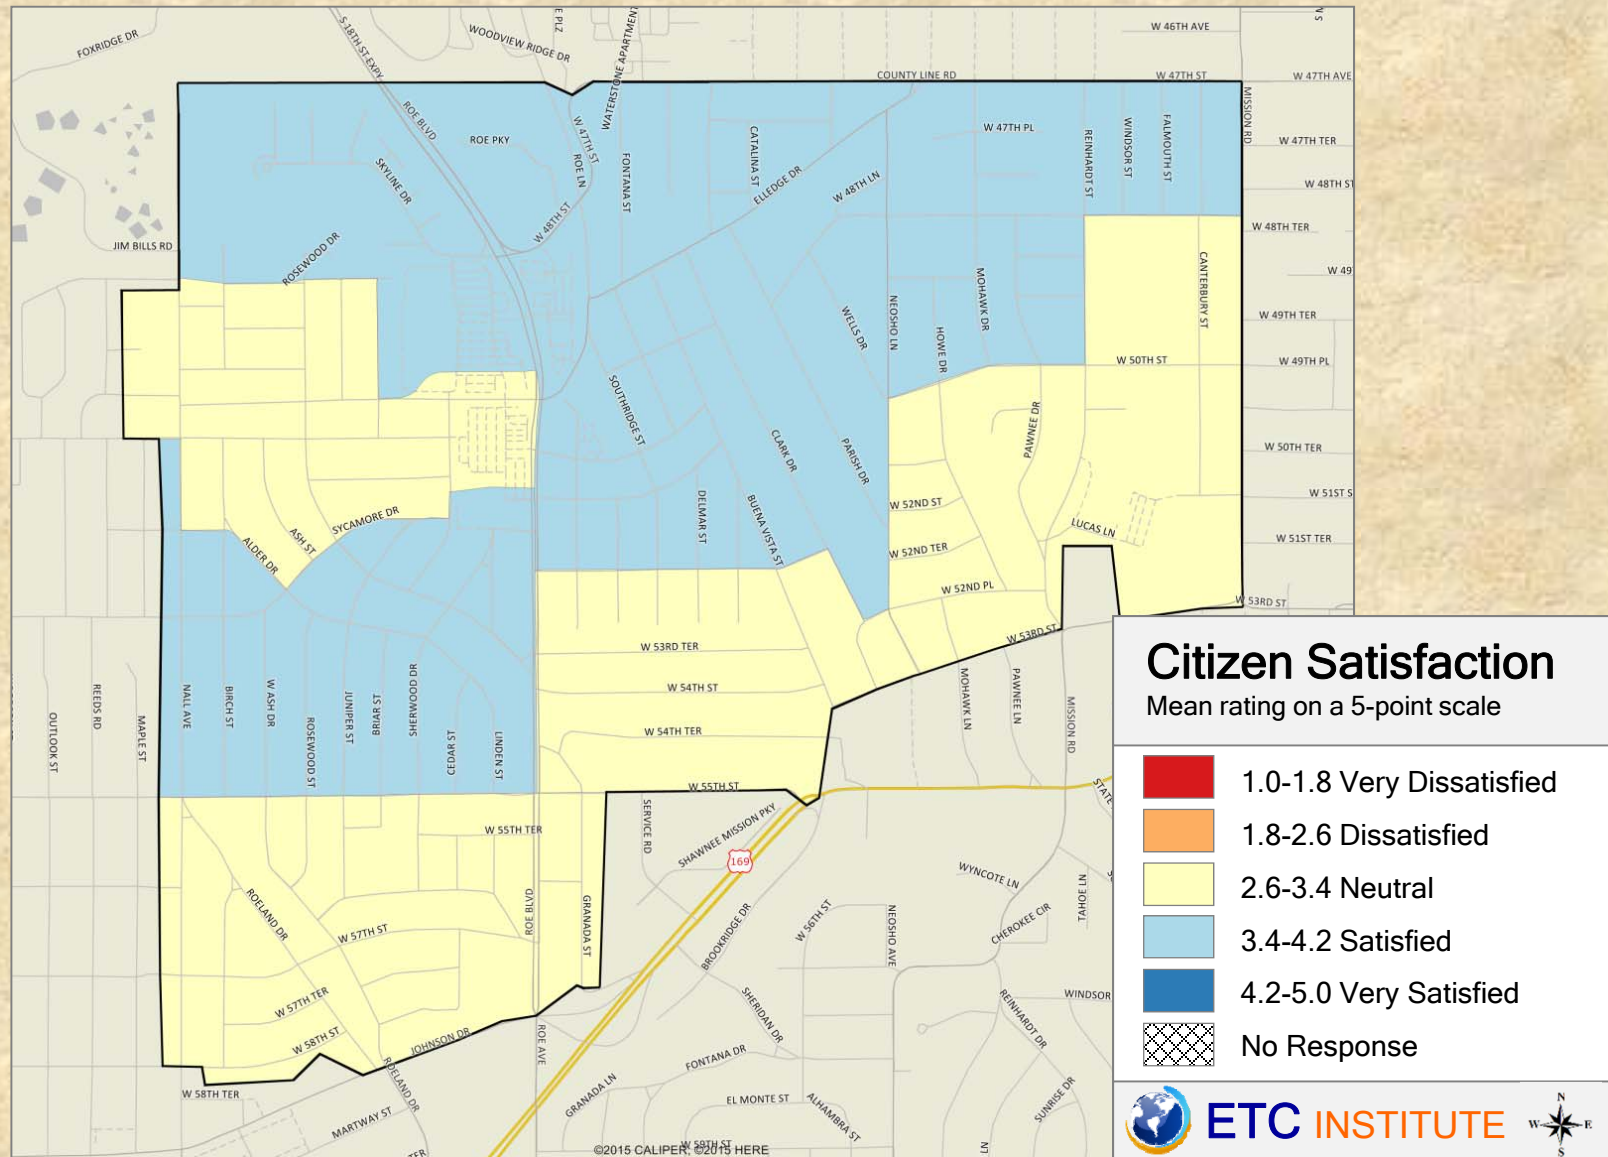 FOXRIDGE DR
S 18TH ST-EXPY
WOODVIEW RIDGE DR
E PLZ
WATERSTONE APARTMENT
W 46TH AVE
S M
COUNTY LINE RD
W 47TH ST
W 47TH AVE
ROE BLVD
ROE PKY
W 47TH ST
ROE LN
FONTANA ST
CATALINA ST
W 47TH PL
REINHARDT ST
WINDSOR ST
FALMOUTH ST
MISSION RD
W 47TH TER
SKYLINE DR
ELLEDGE DR
W 48TH LN
W 48TH ST
JIM BILLS RD
ROSEWOOD DR
W 48TH ST
W 48TH TER
W 49
CANTERBURY ST
MOHAWK DR
NEOSHO LN
WELLS DR
HOWE DR
W 49TH TER
W 50TH ST
W 49TH PL
SOUTHRIDGE ST
CLARK DR
PARISH DR
PAWNEE DR
W 50TH TER
DELMAR ST
BUENA VISTA ST
W 52ND ST
W 51ST S
SYCAMORE DR
ASH ST
ALDER DR
LUCAS LN
W 51ST TER
W 52ND TER
W 52ND PL
W 53RD ST
W 53RD ST
W 53RD TER
W 54TH ST
W 54TH TER
W 55TH ST
OUTLOOK ST
REEDS RD
MAPLE ST
NALL AVE
BIRCH ST
W ASH DR
ROSEWOOD ST
JUNIPER ST
BRIAR ST
SHERWOOD DR
CEDAR ST
LINDEN ST
MOHAWK LN
PAWNEE LN
MISSION RD
STATE
W 55TH TER
SERVICE RD
SHAWNEE MISSION PKY
169
ROELAND DR
W 57TH ST
ROE BLVD
GRANADA ST
BROOKRIDGE DR
W 56TH ST
NEOSHO AVE
WYNCOTE LN
CHEROKEE CIR
TAHOE LN
W 57TH TER
W 58TH ST
JOHNSON DR
ROE AVE
SHERIDAN DR
REINHARDT DR
WINDSOR
W 58TH TER
ROELAND DR
MARTWAY ST
TER
GRANADA LN
FONTANA DR
EL MONTE ST
ALHAMBRA ST
SUNRISE DR
W 59TH ST
©2015 CALIPER; ©2015 HERE
Citizen Satisfaction
Mean rating on a 5-point scale
1.0-1.8 Very Dissatisfied
1.8-2.6 Dissatisfied
2.6-3.4 Neutral
3.4-4.2 Satisfied
4.2-5.0 Very Satisfied
No Response
ETC INSTITUTE
N
W E
S